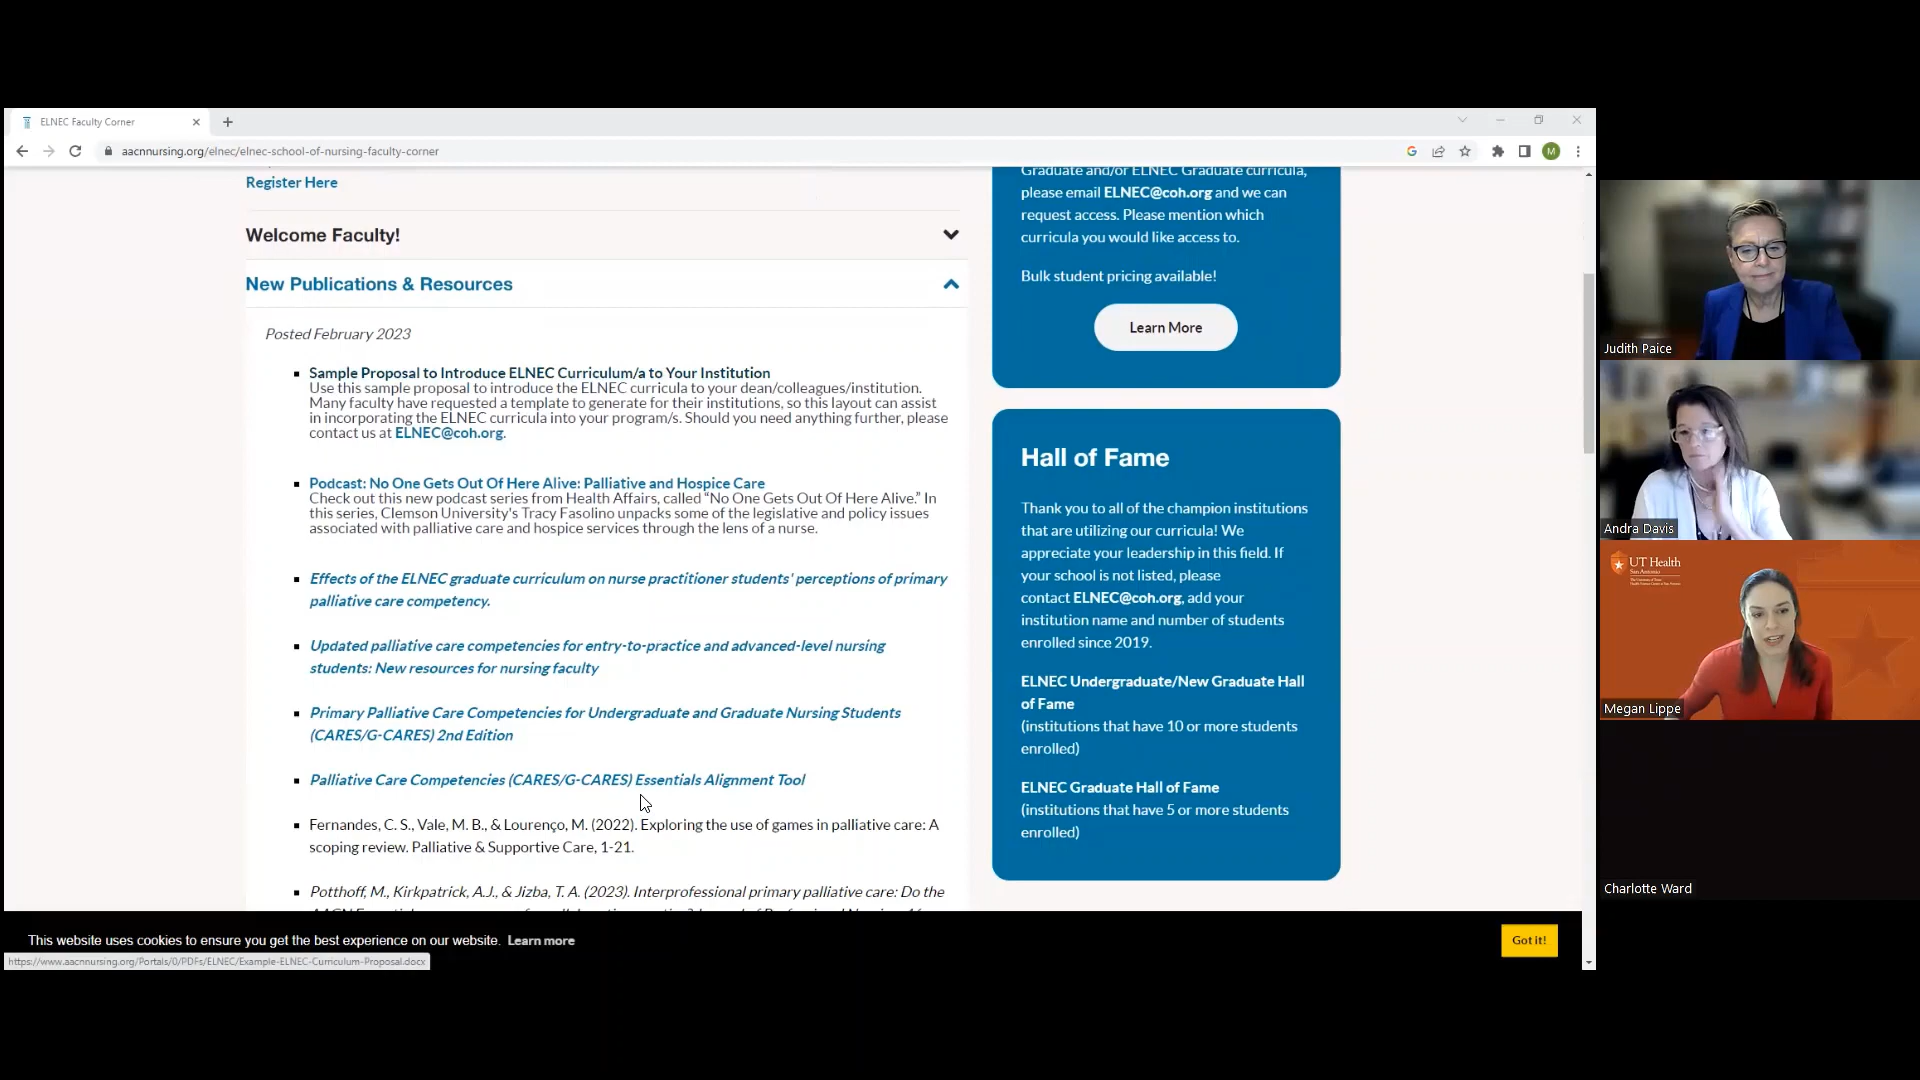 ELNEC Faculty Corner
aacnnursing.org/elnec/elnec-school-of-nursing-faculty-corner
M
Register Here
Welcome Faculty!
New Publications & Resources
Posted February 2023
Sample Proposal to Introduce ELNEC Curriculum/a to Your Institution
Use this sample proposal to introduce the ELNEC curricula to your dean/colleagues/institution.
Many faculty have requested a template to generate for their institutions, so this layout can assist
in incorporating the ELNEC curricula into your program/s. Should you need anything further, please
contact us at ELNEC@coh.org.
Podcast: No One Gets Out Of Here Alive: Palliative and Hospice Care
Check out this new podcast series from Health Affairs, called “No One Gets Out Of Here Alive.” In
this series, Clemson University's Tracy Fasolino unpacks some of the legislative and policy issues
associated with palliative care and hospice services through the lens of a nurse.
Effects of the ELNEC graduate curriculum on nurse practitioner students' perceptions of primary
palliative care competency.
Updated palliative care competencies for entry-to-practice and advanced-level nursing
students: New resources for nursing faculty
Primary Palliative Care Competencies for Undergraduate and Graduate Nursing Students
(CARES/G-CARES) 2nd Edition
Palliative Care Competencies (CARES/G-CARES) Essentials Alignment Tool
Fernandes, C. S., Vale, M. B., & Lourenço, M. (2022). Exploring the use of games in palliative care: A
scoping review. Palliative & Supportive Care, 1-21.
Potthoff, M., Kirkpatrick, A.J., & Jizba, T. A. (2023). Interprofessional primary palliative care: Do the
Graduate and/or ELNEC Graduate curricula,
please email ELNEC@coh.org and we can
request access. Please mention which
curricula you would like access to.
Bulk student pricing available!
Learn More
Hall of Fame
Thank you to all of the champion institutions
that are utilizing our curricula! We
appreciate your leadership in this field. If
your school is not listed, please
contact ELNEC@coh.org, add your
institution name and number of students
enrolled since 2019.
ELNEC Undergraduate/New Graduate Hall
of Fame
(institutions that have 10 or more students
enrolled)
ELNEC Graduate Hall of Fame
(institutions that have 5 or more students
enrolled)
This website uses cookies to ensure you get the best experience on our website. Learn more
Got it!
https://www.aacnnursing.org/Portals/0/PDFs/ELNEC/Example-ELNEC-Curriculum-Proposal.docx
Judith Paice
Andra Davis
UT Health
San Antonio
Megan Lippe
Charlotte Ward